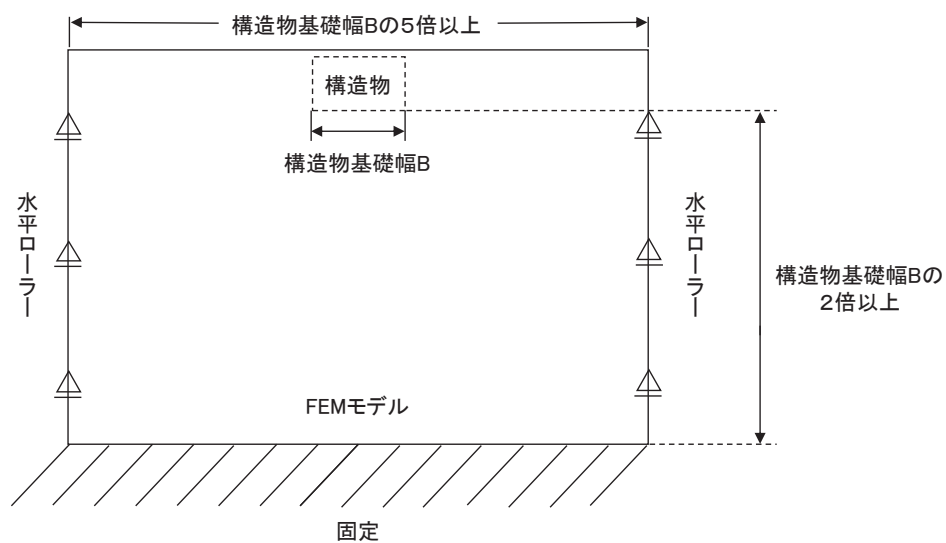 構造物基礎幅Bの5倍以上
構造物
構造物基礎幅B
水平ローラー
水平ローラー
構造物基礎幅Bの
2倍以上
FEMモデル
固定